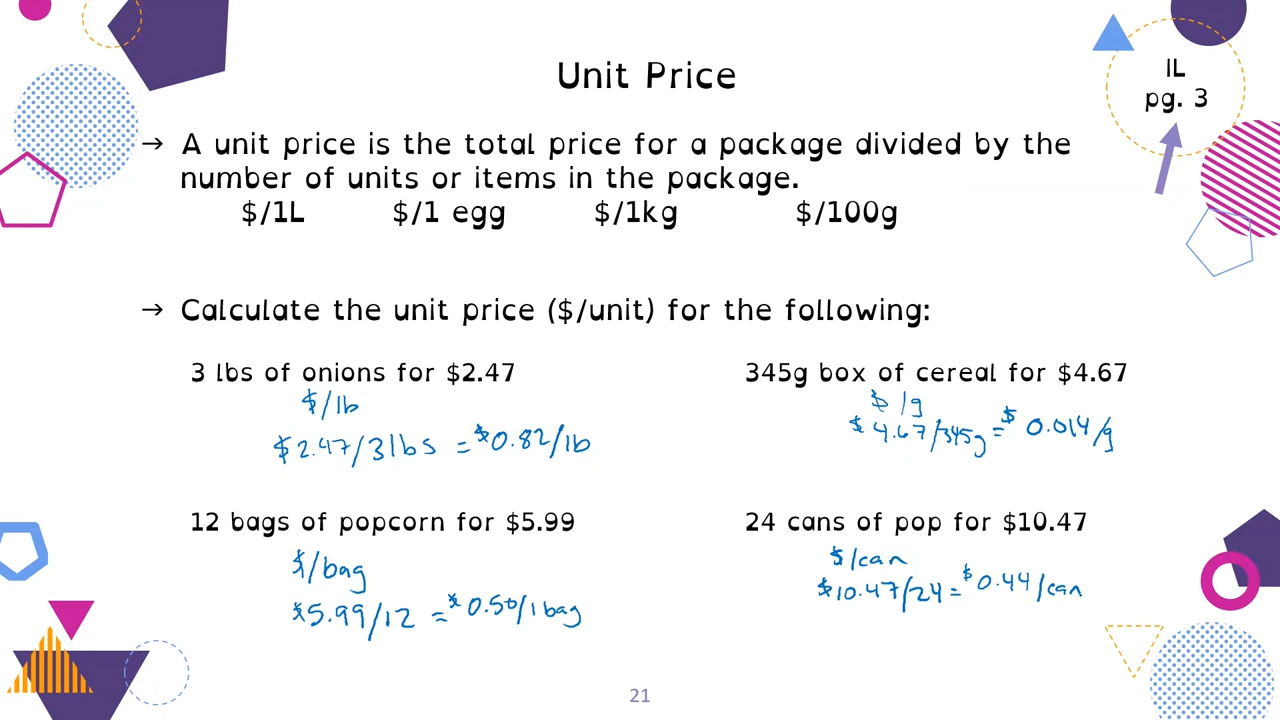 Unit Price
1L
pg. 3
→ A unit price is the total price for a package divided by the
number of units or items in the package.
$/1L $/1 egg $/1kg $/100g
→ Calculate the unit price ($/unit) for the following:
3 lbs of onions for $2.47
$/lb
$2.47/3lbs = $0.82/lb
345g box of cereal for $4.67
$/g
$4.67/345g = $0.014/g
12 bags of popcorn for $5.99
$/bag
$5.99/12 = $0.50/1bag
24 cans of pop for $10.47
$/can
$10.47/24 = $0.44/can
21